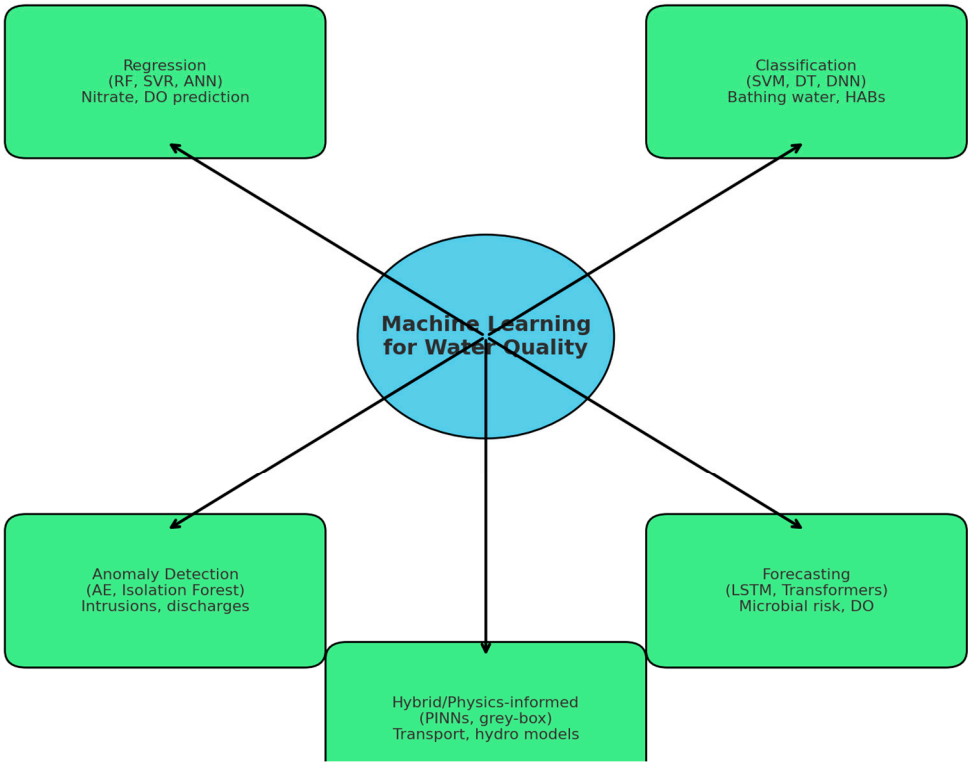 Regression
(RF, SVR, ANN)
Nitrate, DO prediction
Classification
(SVM, DT, DNN)
Bathing water, HABs
Machine Learning
for Water Quality
Anomaly Detection
(AE, Isolation Forest)
Intrusions, discharges
Forecasting
(LSTM, Transformers)
Microbial risk, DO
Hybrid/Physics-informed
(PINNs, grey-box)
Transport, hydro models